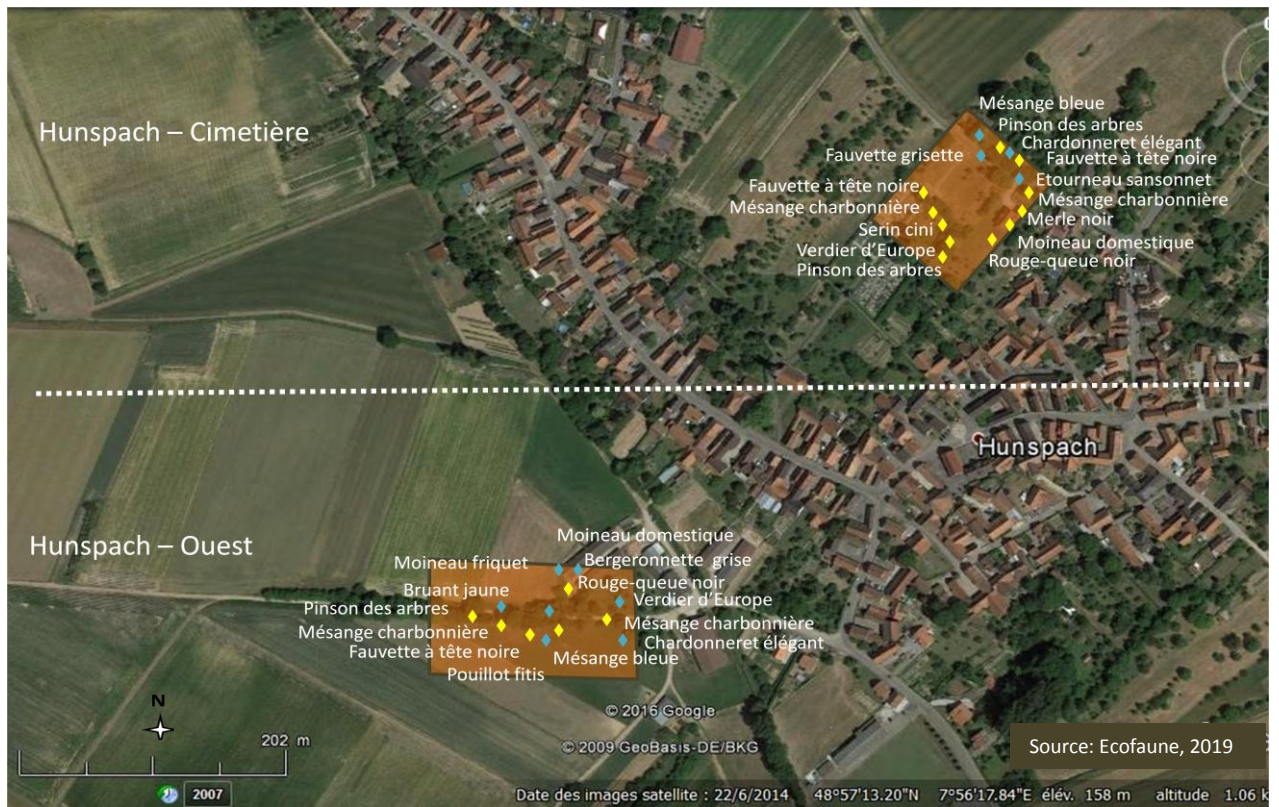 Hunspach – Cimetière
Mésange bleue
Pinson des arbres
Chardonneret élégant
Fauvette grisette
Fauvette à tête noire
Etourneau sansonnet
Fauvette à tête noire
Mésange charbonnière
Mésange charbonnière
Merle noir
Serin cini
Moineau domestique
Verdier d'Europe
Rouge-queue noir
Pinson des arbres
Hunspach
Hunspach – Ouest
Moineau domestique
Moineau friquet
Bergeronnette grise
Rouge-queue noir
Bruant jaune
Verdier d'Europe
Pinson des arbres
Mésange charbonnière
Mésange charbonnière
Chardonneret élégant
Fauvette à tête noire
Mésange bleue
Pouillot fitis
N
© 2016 Google
202 m
© 2009 GeoBasis-DE/BKG
Source: Ecofaune, 2019
2007
Date des images satellite : 22/6/2014 48°57'13.20"N 7°56'17.84"E élév. 158 m altitude 1.06 k